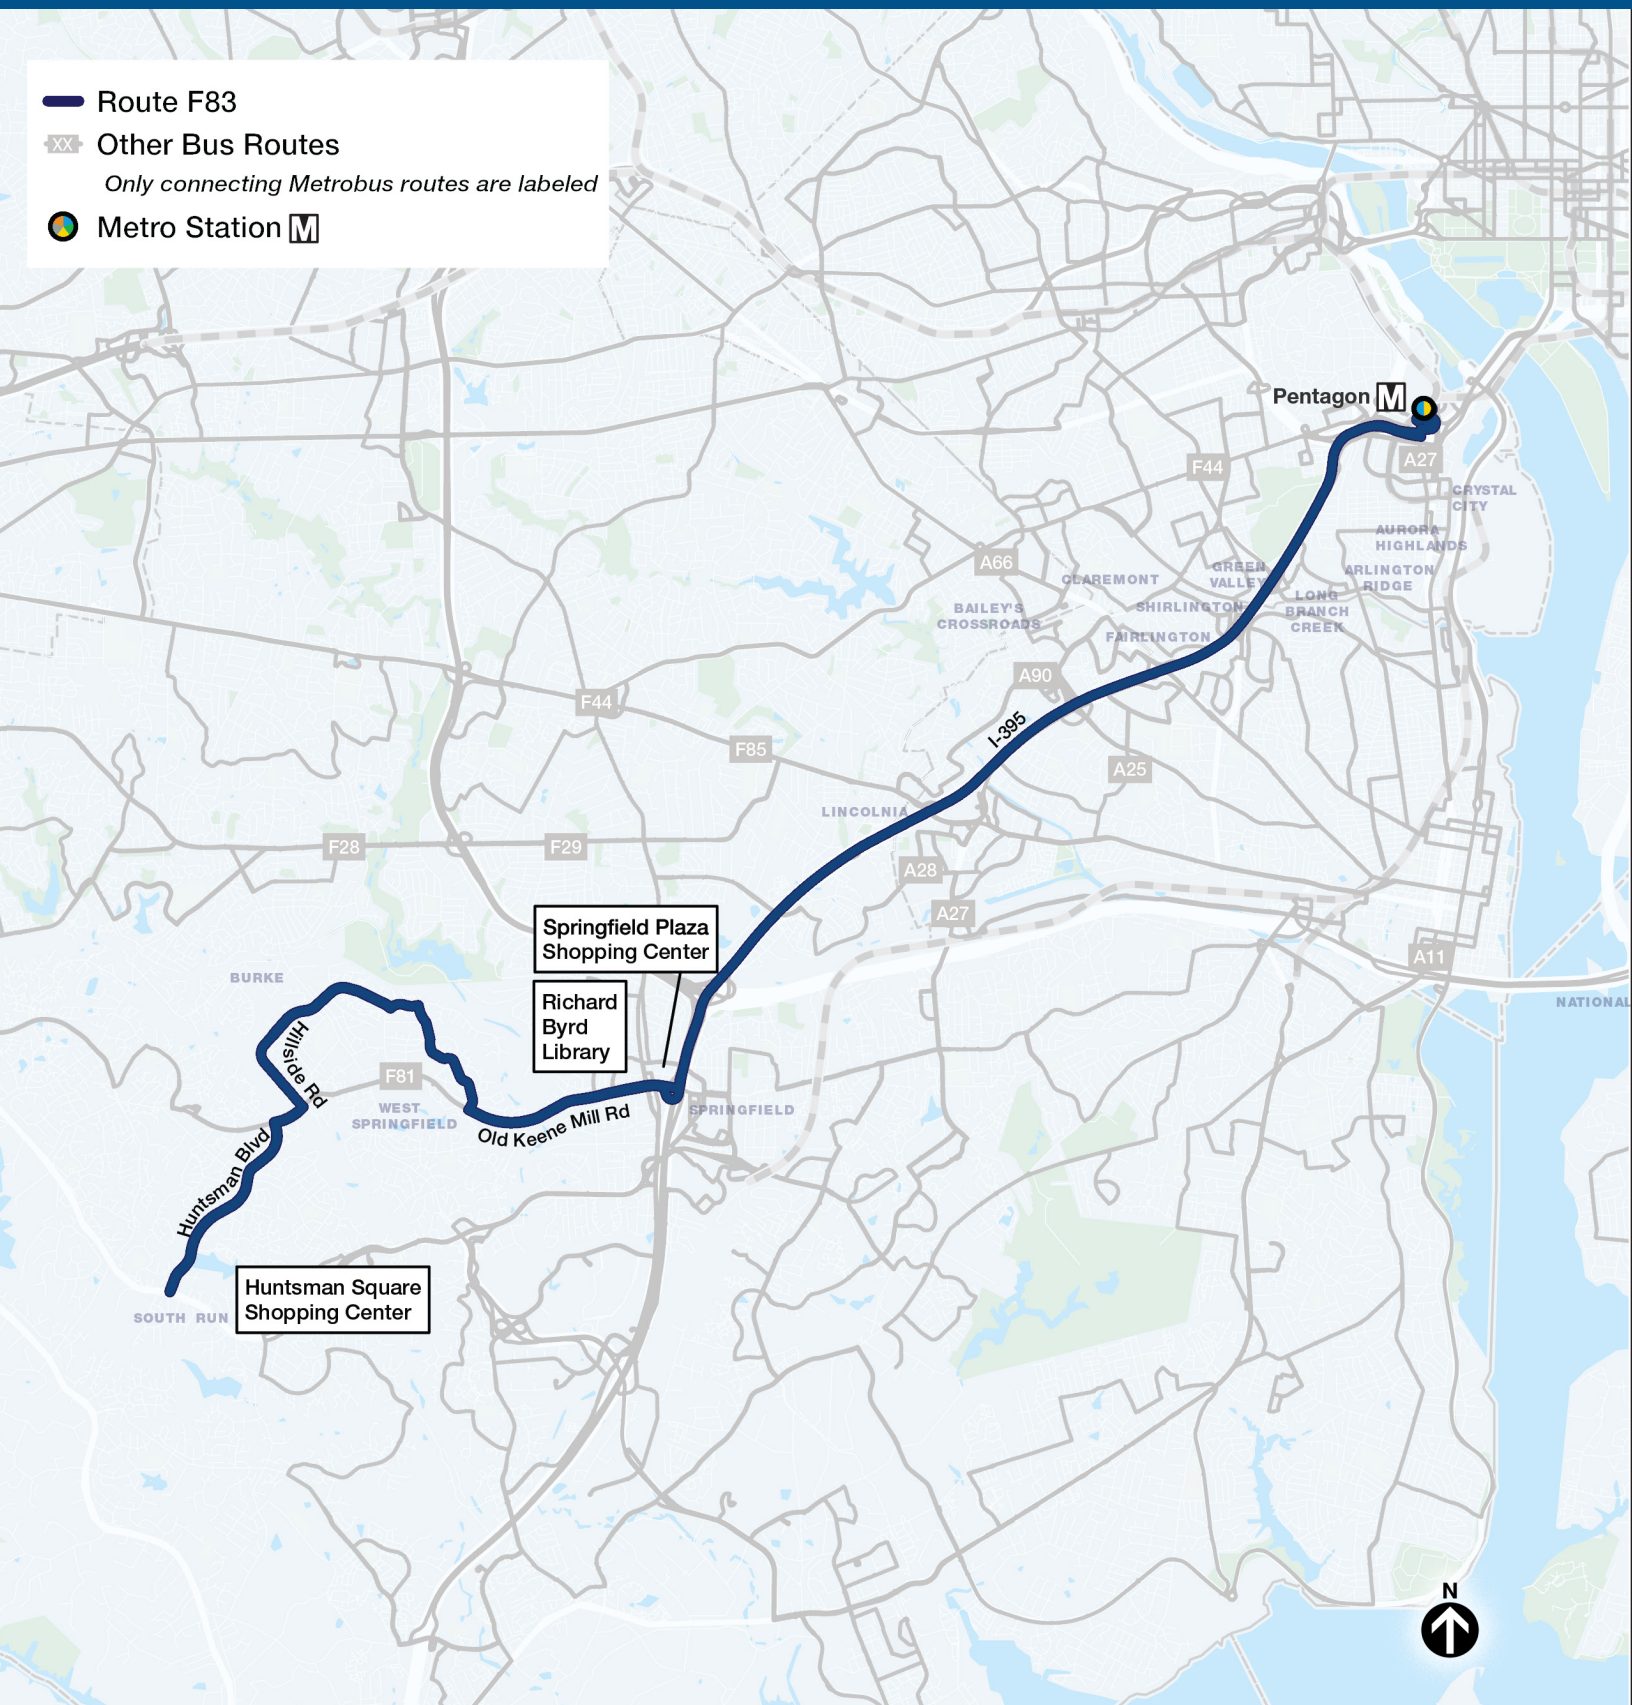 Route F83
XX Other Bus Routes
Only connecting Metrobus routes are labeled
Metro Station M
Pentagon M
F44
A27
CRYSTAL
CITY
AURORA
HIGHLANDS
A66
CLAREMONT
GREEN
VALLEY
ARLINGTON
RIDGE
BAILEY'S
CROSSROADS
SHIRLINGTON
LONG
BRANCH
CREEK
FAIRLINGTON
A90
F44
I-395
F85
A25
LINCOLNIA
F28
F29
A28
A27
Springfield Plaza
Shopping Center
A11
BURKE
Richard
Byrd
Library
NATIONAL
Hillside Rd
F81
WEST
SPRINGFIELD
SPRINGFIELD
Old Keene Mill Rd
Huntsman Blvd
Huntsman Square
Shopping Center
SOUTH RUN
N